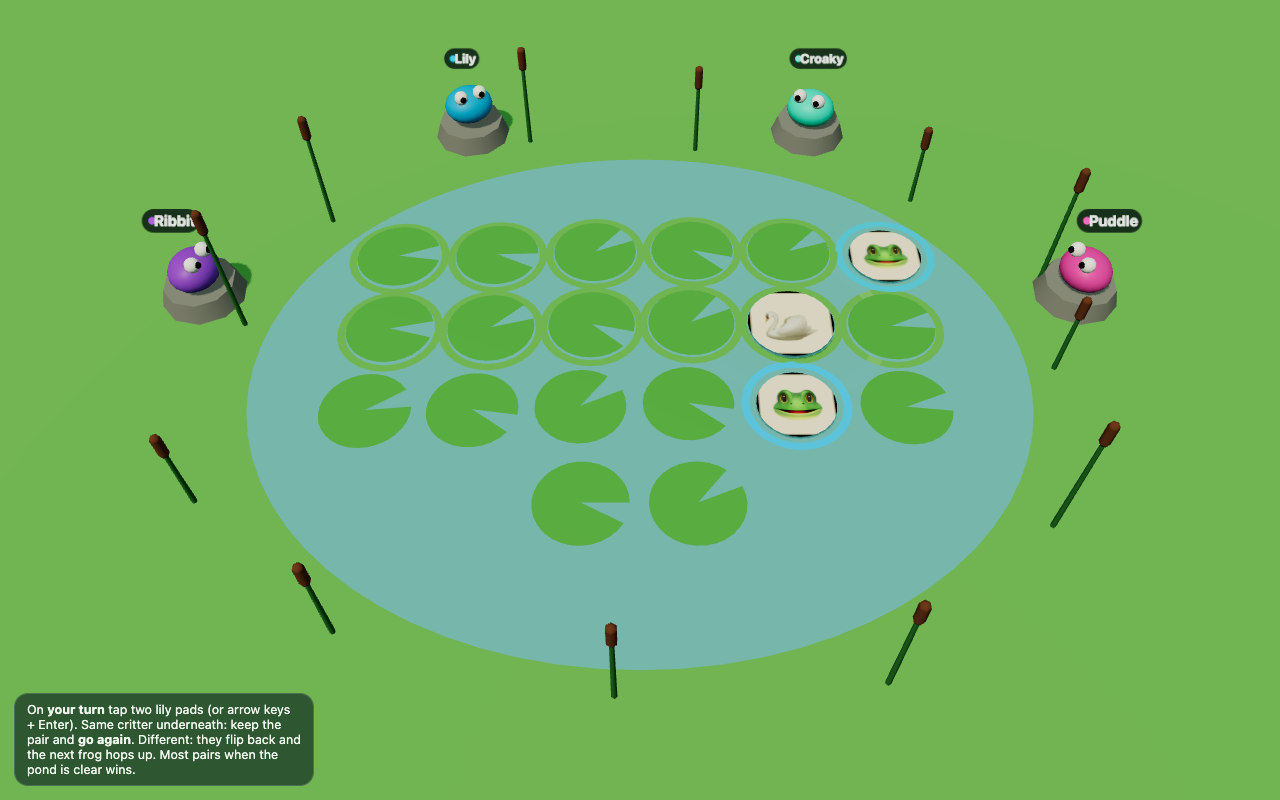 Lily
Croaky
Ribbit
Puddle
On your turn tap two lily pads (or arrow keys
+ Enter). Same critter underneath: keep the
pair and go again. Different: they flip back and
the next frog hops up. Most pairs when the
pond is clear wins.